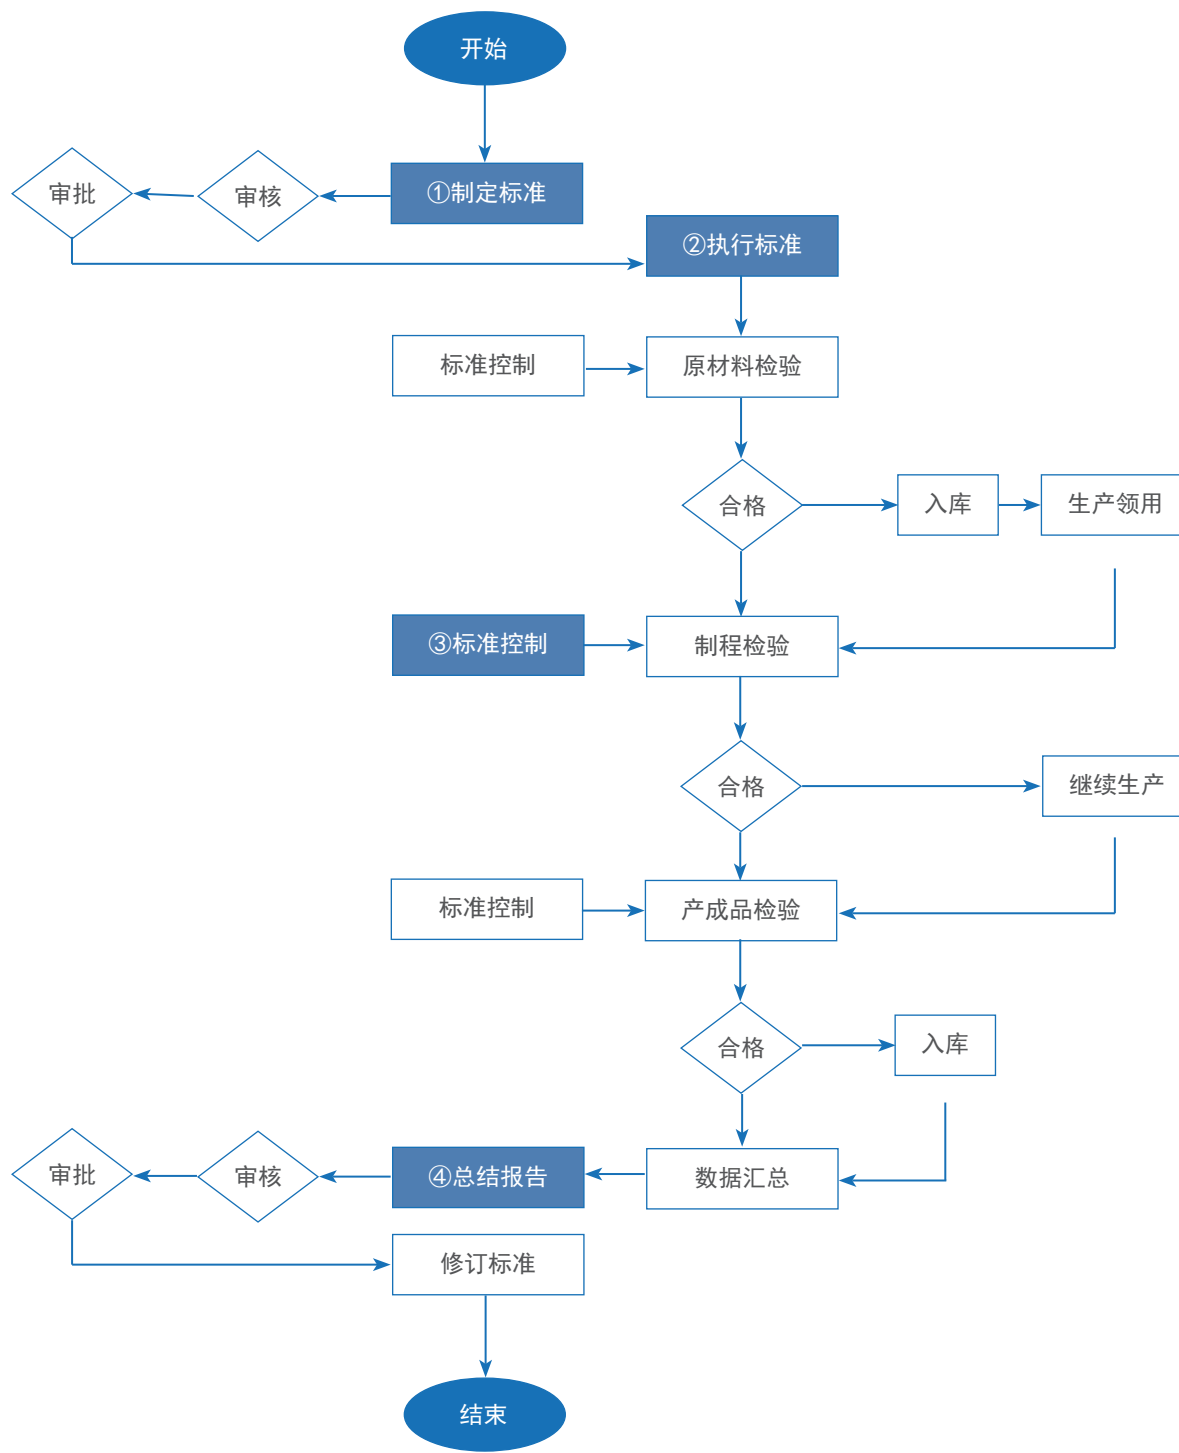 开始
审批
审核
①制定标准
②执行标准
标准控制
原材料检验
合格
入库
生产领用
③标准控制
制程检验
合格
继续生产
标准控制
产成品检验
合格
入库
审批
审核
④总结报告
数据汇总
修订标准
结束